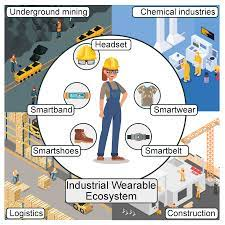 Underground mining
Chemical industries
Headset
Smartband
Smartwear
Smartshoes
Smartbelt
Industrial Wearable
Ecosystem
Logistics
Construction